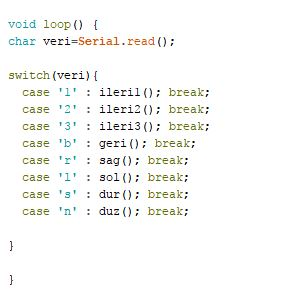 void loop() {
char veri=Serial.read();
switch(veri){
case '1' : ileri1(); break;
case '2' : ileri2(); break;
case '3' : ileri3(); break;
case 'b' : geri(); break;
case 'r' : sag(); break;
case 'l' : sol(); break;
case 's' : dur(); break;
case 'n' : duz(); break;
}
}